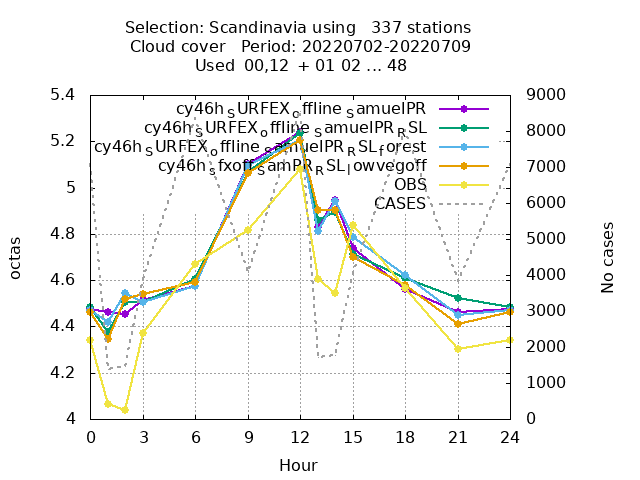 Selection: Scandinavia using   337 stations
Cloud cover   Period: 20220702-20220709
Used  00,12  + 01 02 ... 48
5.4
5.2
5
4.8
4.6
4.4
4.2
4
octas
9000
8000
7000
6000
5000
4000
3000
2000
1000
0
No cases
cy46h_SURFEX_offline_SamuelPR
cy46h_SURFEX_offline_SamuelPR_RSL
cy46h_SURFEX_offline_SamuelPR_RSL_forest
cy46h_sfxoff_SamPR_RSL_lowvegoff
OBS
CASES
0 3 6 9 12 15 18 21 24
Hour